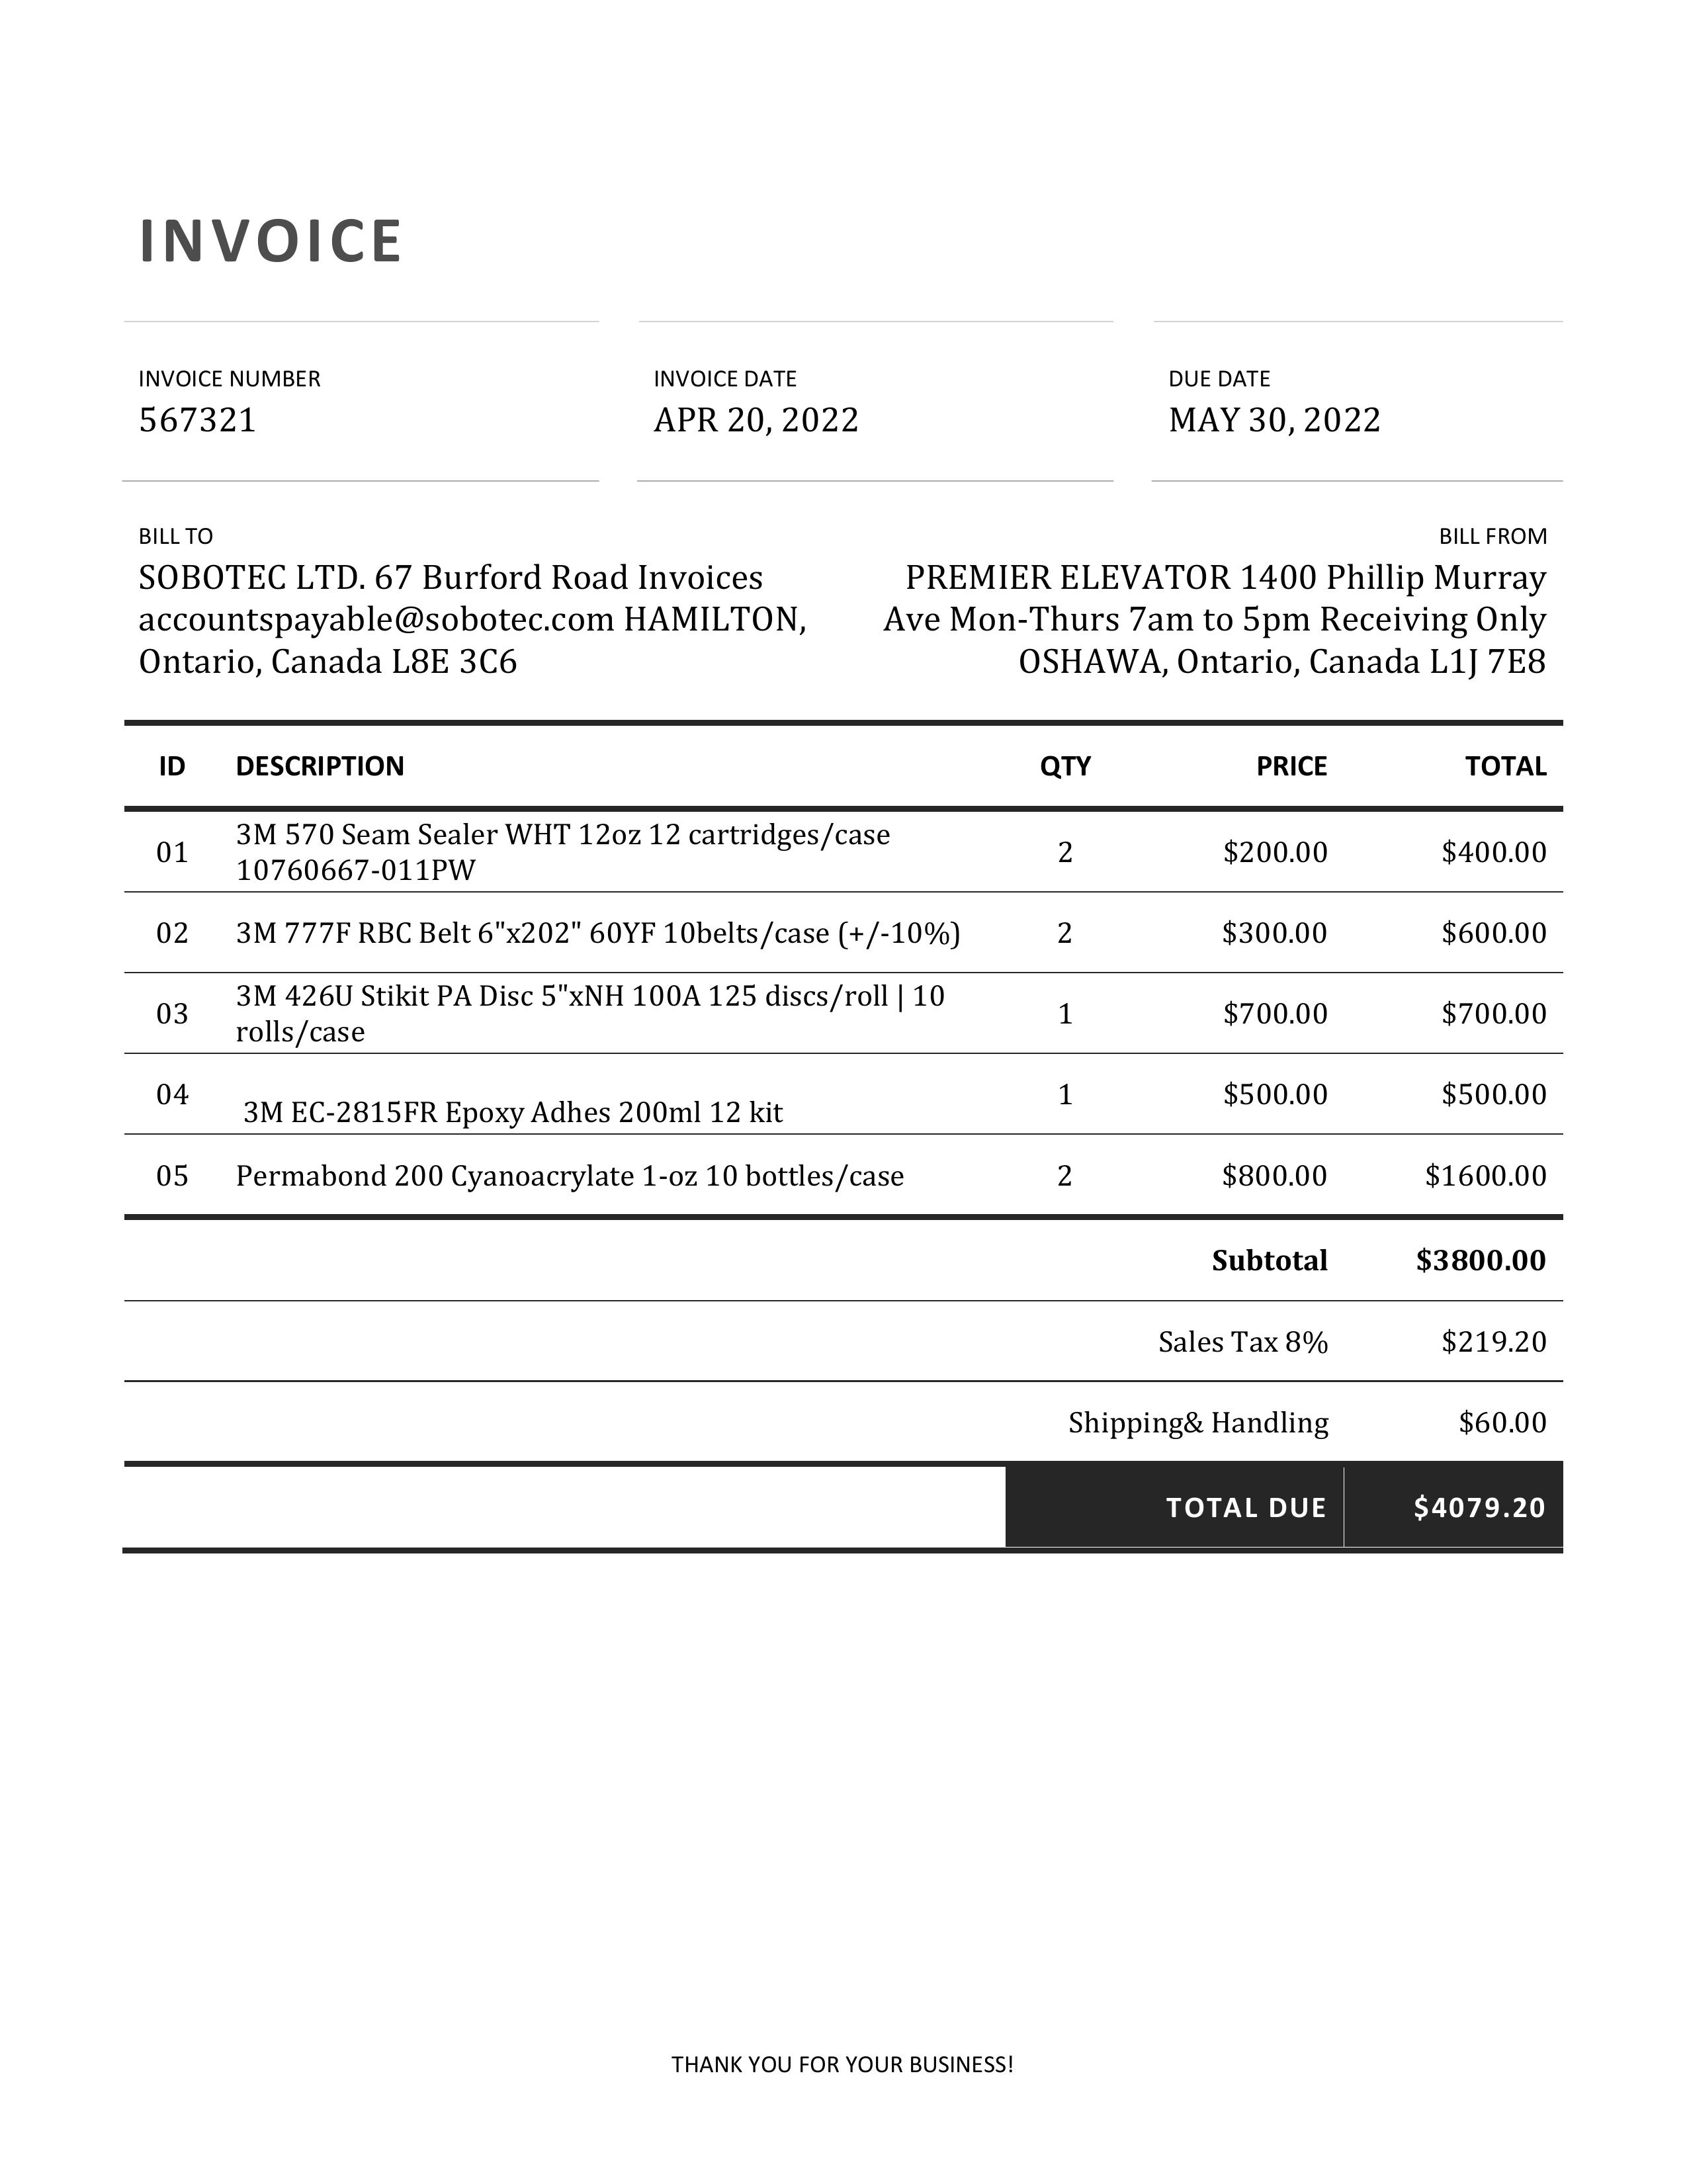 INVOICE
INVOICE NUMBER
567321
INVOICE DATE
APR 20, 2022
DUE DATE
MAY 30, 2022
BILL TO
SOBOTEC LTD. 67 Burford Road Invoices
accountspayable@sobotec.com HAMILTON,
Ontario, Canada L8E 3C6
BILL FROM
PREMIER ELEVATOR 1400 Phillip Murray
Ave Mon-Thurs 7am to 5pm Receiving Only
OSHAWA, Ontario, Canada L1J 7E8
ID DESCRIPTION QTY PRICE TOTAL
01 3M 570 Seam Sealer WHT 12oz 12 cartridges/case
10760667-011PW 2 $200.00 $400.00
02 3M 777F RBC Belt 6"x202" 60YF 10belts/case (+/-10%) 2 $300.00 $600.00
03 3M 426U Stikit PA Disc 5"xNH 100A 125 discs/roll | 10
rolls/case 1 $700.00 $700.00
04 3M EC-2815FR Epoxy Adhes 200ml 12 kit 1 $500.00 $500.00
05 Permabond 200 Cyanoacrylate 1-oz 10 bottles/case 2 $800.00 $1600.00
Subtotal $3800.00
Sales Tax 8% $219.20
Shipping& Handling $60.00
TOTAL DUE $4079.20
THANK YOU FOR YOUR BUSINESS!